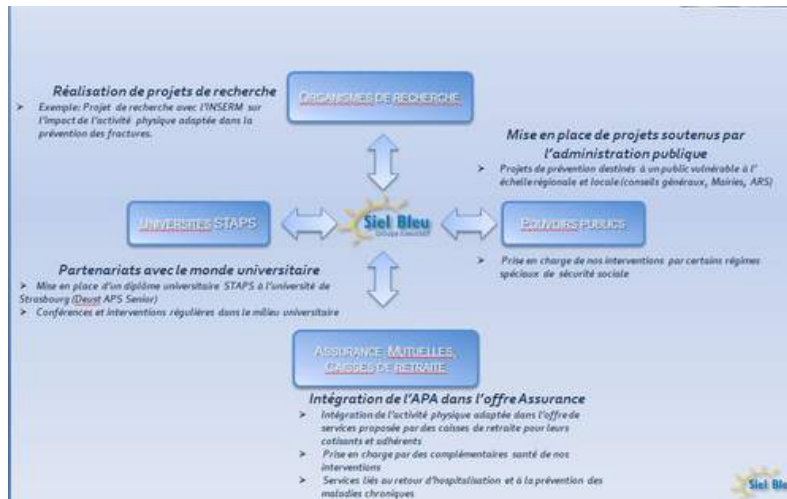 Réalisation de projets de recherche
➤ Exemple: Projet de recherche avec l'INSERM sur
l'impact de l'activité physique adaptée dans la
prévention des fractures.
ORGANISMES DE RECHERCHE
Mise en place de projets soutenus par
l'administration publique
➤ Projets de prévention destinés à un public vulnérable à l'
échelle régionale et locale (conseils généraux, Mairies, ARS)
UNIVERSITES STAPS
Siel Bleu
Groupe Associatif
POUVOIRS PUBLICS
➤ Prise en charge de nos interventions par certains régimes
spéciaux de sécurité sociale
Partenariats avec le monde universitaire
➤ Mise en place d'un diplôme universitaire STAPS à l'université de
Strasbourg (Deust APS Senior)
➤ Conférences et interventions régulières dans le milieu universitaire
ASSURANCE MUTUELLES,
CAISSES DE RETRAITE
Intégration de l'APA dans l'offre Assurance
➤ Intégration de l'activité physique adaptée dans l'offre de
services proposée par des caisses de retraite pour leurs
cotisants et adhérents
➤ Prise en charge par des complémentaires santé de nos
interventions
➤ Services liés au retour d'hospitalisation et à la prévention des
maladies chroniques
Siel Ble